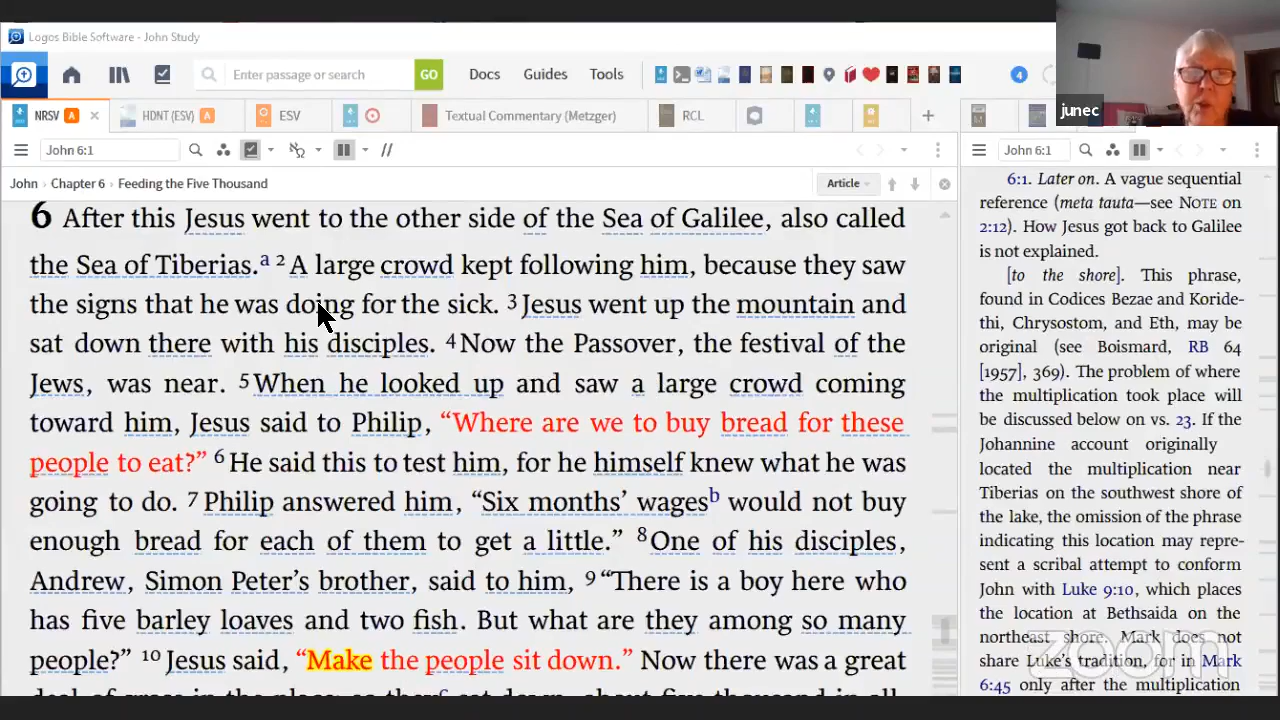 Logos Bible Software - John Study
Enter passage or search
GO
Docs
Guides
Tools
4
junec
NRSV A
HDNT (ESV) A
ESV
Textual Commentary (Metzger)
RCL
John 6:1
John 6:1
John › Chapter 6 › Feeding the Five Thousand
Article
6 After this Jesus went to the other side of the Sea of Galilee, also called
the Sea of Tiberias.a 2 A large crowd kept following him, because they saw
the signs that he was doing for the sick. 3 Jesus went up the mountain and
sat down there with his disciples. 4 Now the Passover, the festival of the
Jews, was near. 5 When he looked up and saw a large crowd coming
toward him, Jesus said to Philip, “Where are we to buy bread for these
people to eat?” 6 He said this to test him, for he himself knew what he was
going to do. 7 Philip answered him, “Six months’ wagesb would not buy
enough bread for each of them to get a little.” 8 One of his disciples,
Andrew, Simon Peter’s brother, said to him, 9 “There is a boy here who
has five barley loaves and two fish. But what are they among so many
people?” 10 Jesus said, “Make the people sit down.” Now there was a great
6:1. Later on. A vague sequential
reference (meta tauta—see NOTE on
2:12). How Jesus got back to Galilee
is not explained.
[to the shore]. This phrase,
found in Codices Bezae and Koride-
thi, Chrysostom, and Eth, may be
original (see Boismard, RB 64
[1957], 369). The problem of where
the multiplication took place will
be discussed below on vs. 23. If the
Johannine account originally
located the multiplication near
Tiberias on the southwest shore of
the lake, the omission of the phrase
indicating this location may repre-
sent a scribal attempt to conform
John with Luke 9:10, which places
the location at Bethsaida on the
northeast shore. Mark does not
share Luke’s tradition, for in Mark
6:45 only after the multiplication
zoom